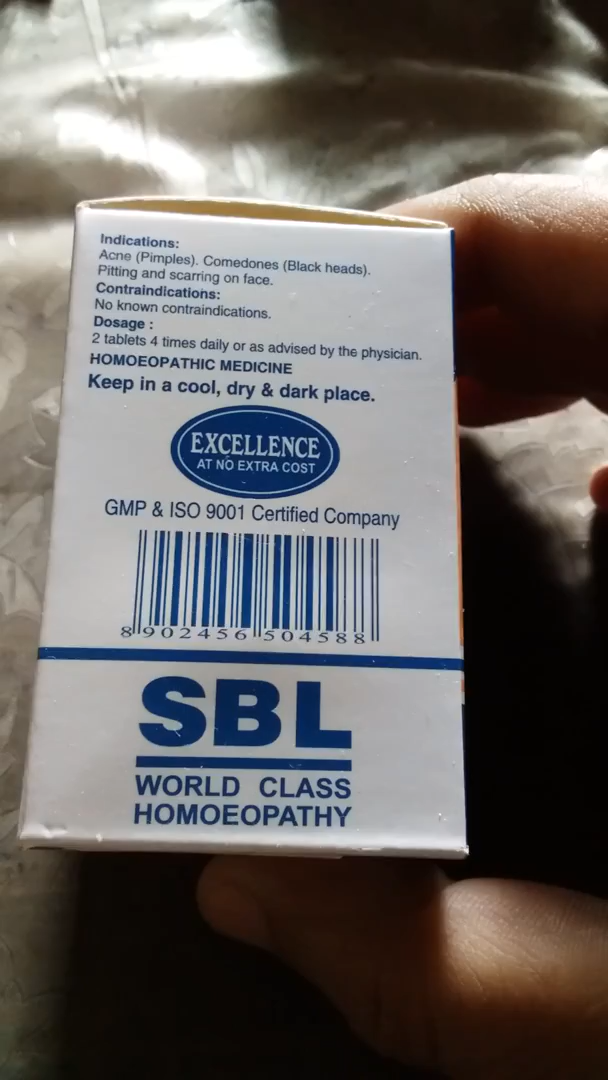 Indications:
Acne (Pimples). Comedones (Black heads).
Pitting and scarring on face.
Contraindications:
No known contraindications.
Dosage :
2 tablets 4 times daily or as advised by the physician.
HOMOEOPATHIC MEDICINE
Keep in a cool, dry & dark place.
EXCELLENCE
AT NO EXTRA COST
GMP & ISO 9001 Certified Company
8 902456 504588
SBL
WORLD CLASS
HOMOEOPATHY